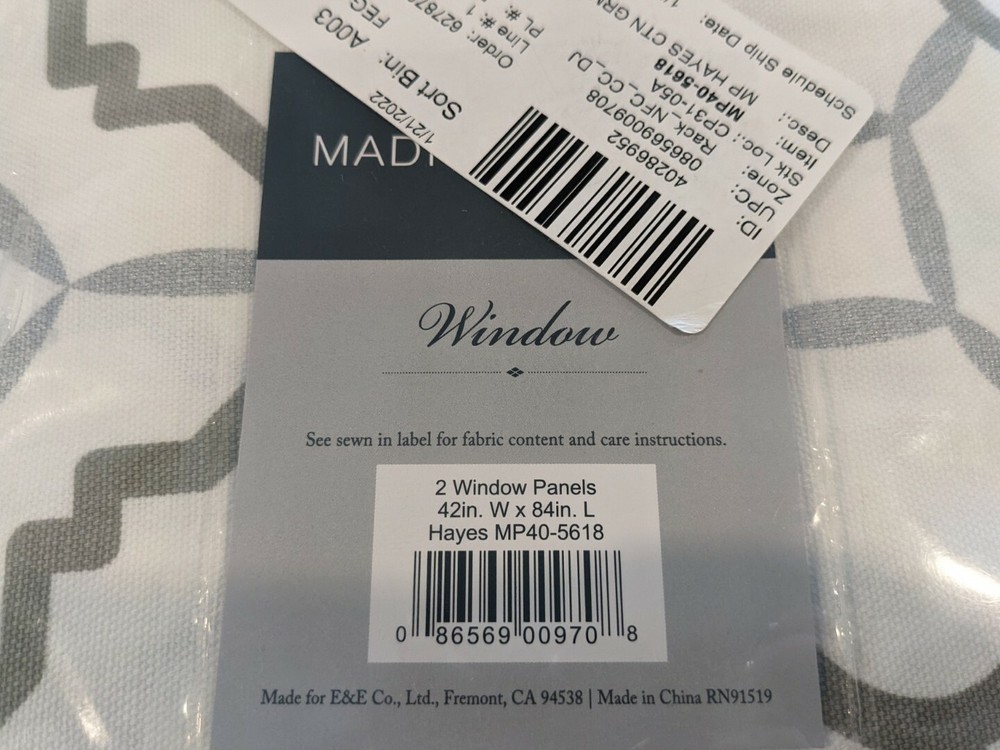 MADI
Window
See sewn in label for fabric content and care instructions.
2 Window Panels
42in. W x 84in. L
Hayes MP40-5618
0 86569 00970 8
Made for E&E Co., Ltd., Fremont, CA 94538 | Made in China RN91519
ID: 40286952
UPC: 086569009708
Zone: Rack_NFC_CC_DJ
Stk Loc.: CP31-05A
Item: MP40-5618
Desc.: MP HAYES CTN GR
Schedule Ship Date:
Sort Bin: A003
1/21/2022
Order:
Line #: 1
PL #: